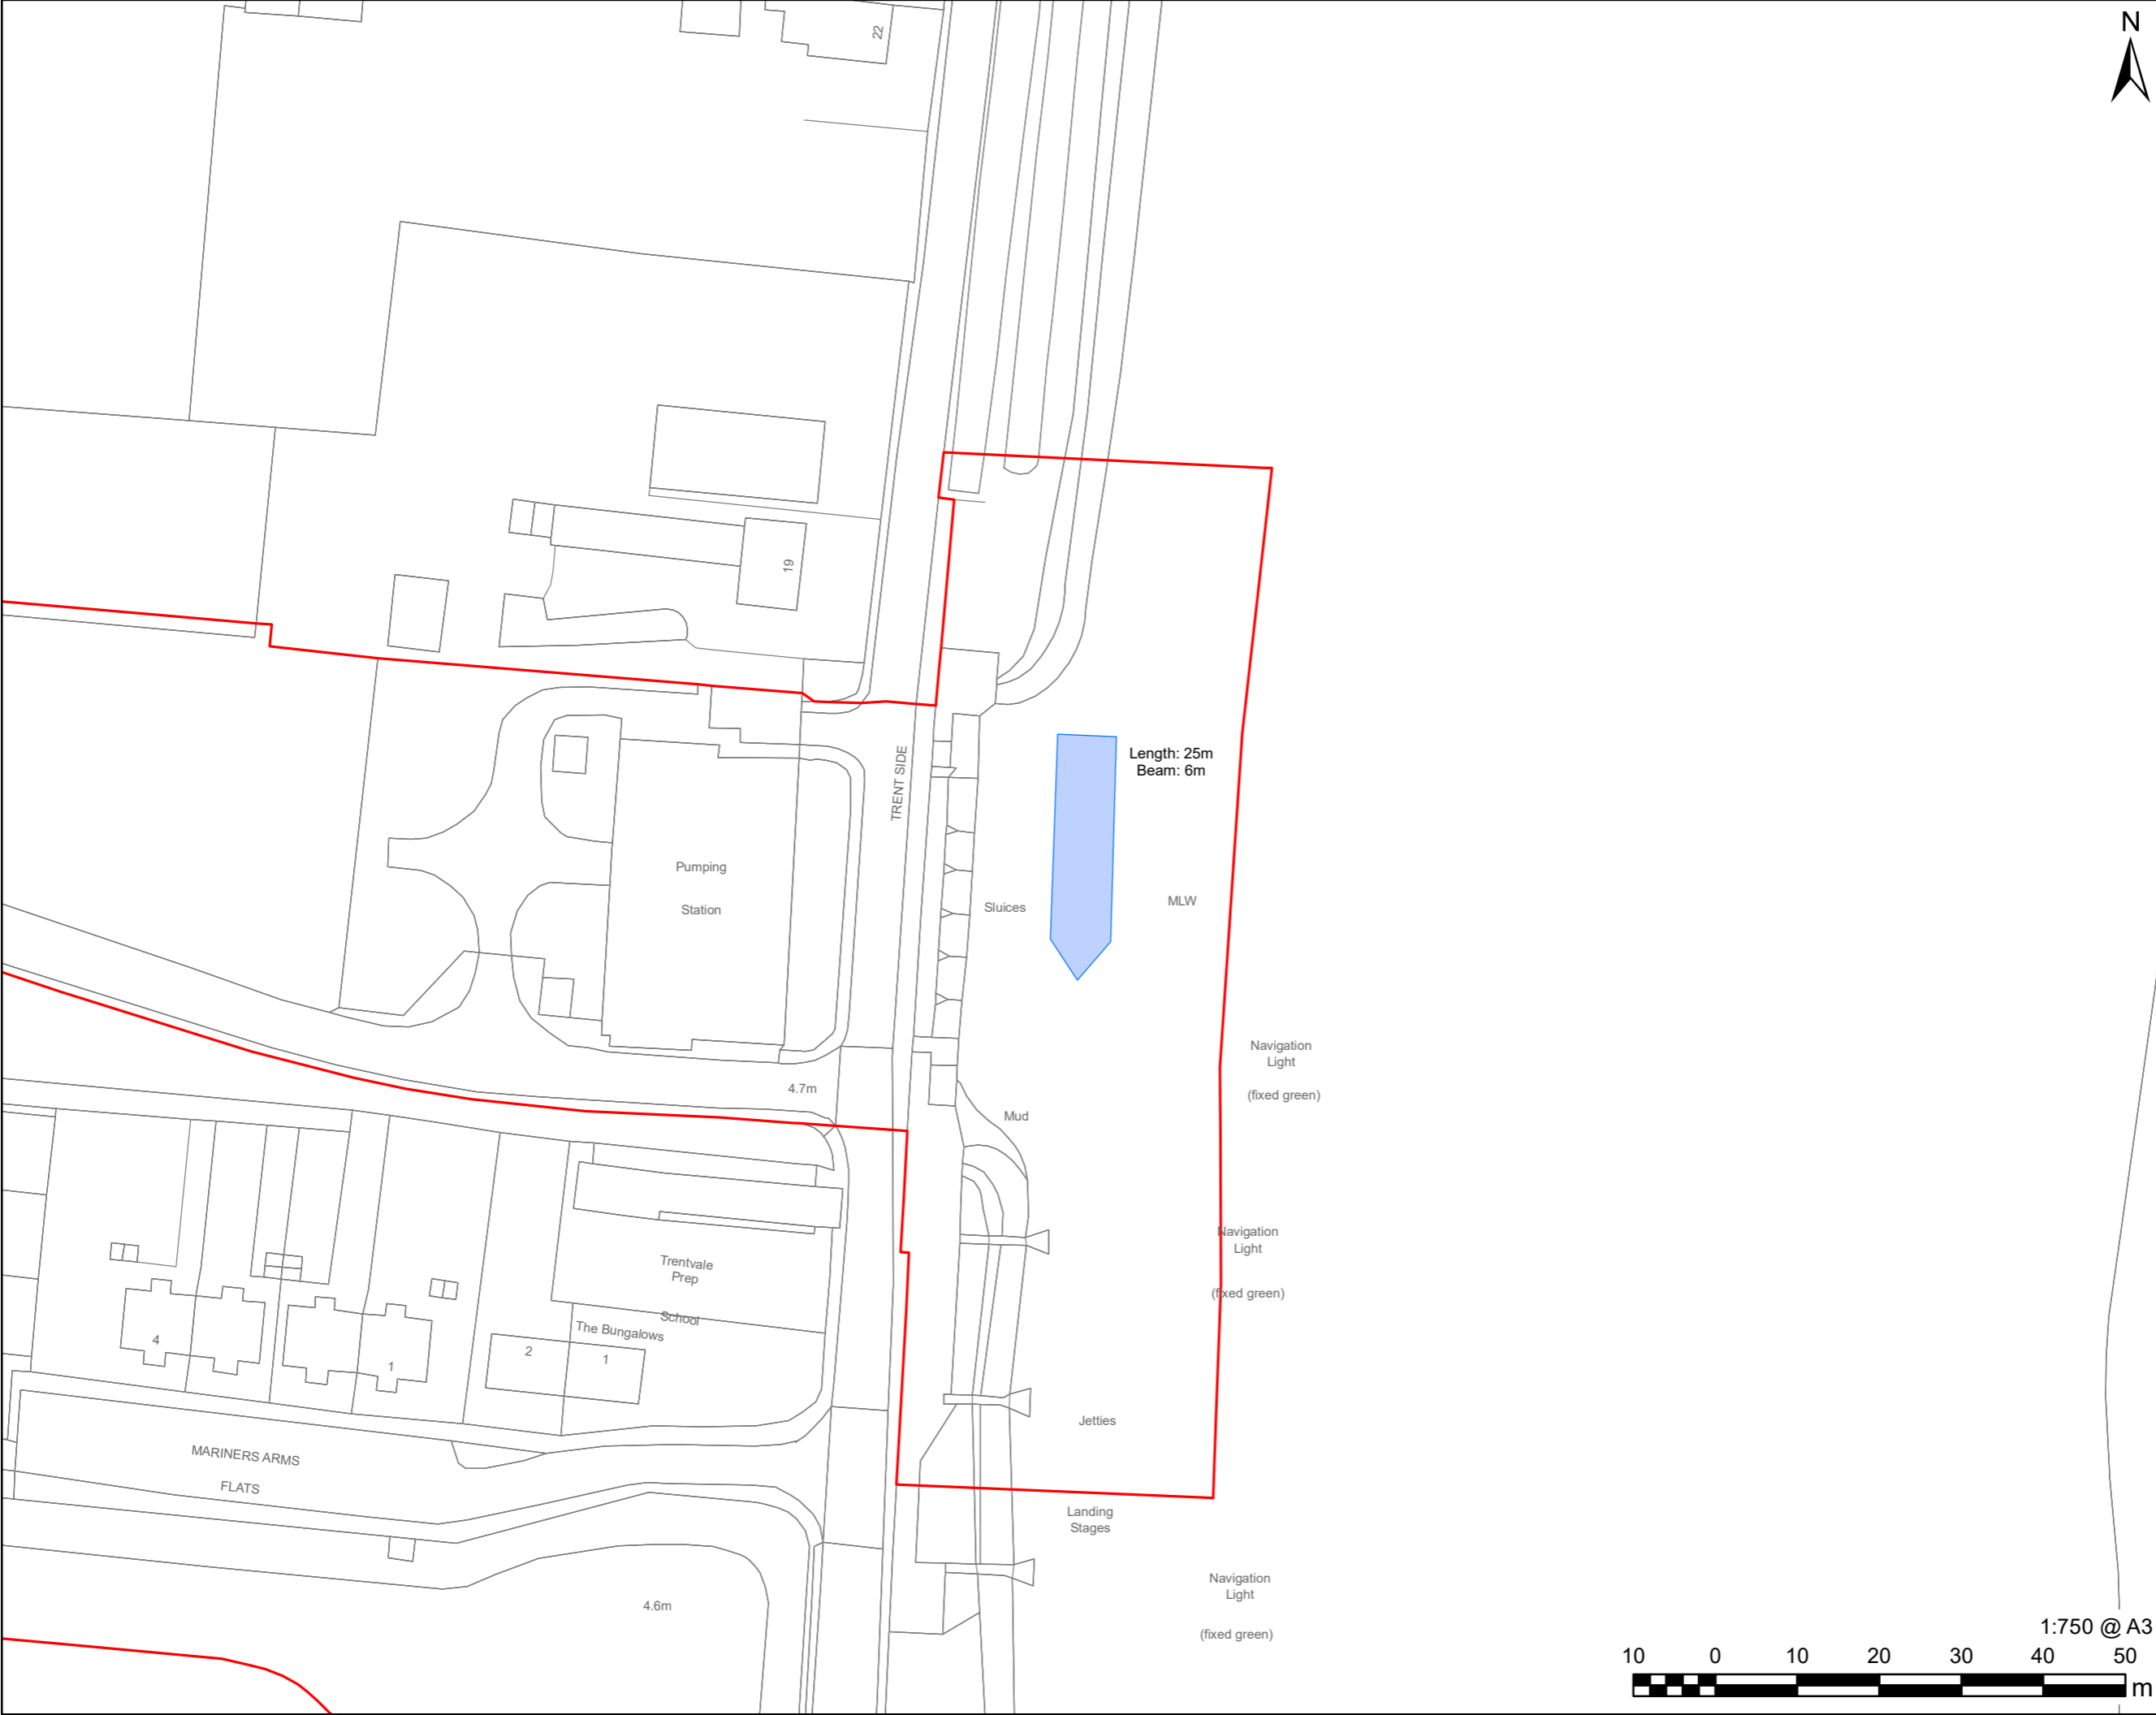 N
22
19
TRENT SIDE
Length: 25m
Beam: 6m
Pumping
Station
Sluices
MLW
Navigation
Light
(fixed green)
4.7m
Mud
Navigation
Light
(fixed green)
Trentvale
Prep
School
The Bungalows
4
1
2
1
Jetties
MARINERS ARMS
FLATS
Landing
Stages
Navigation
Light
(fixed green)
4.6m
1:750 @ A3
10 0 10 20 30 40 50
m